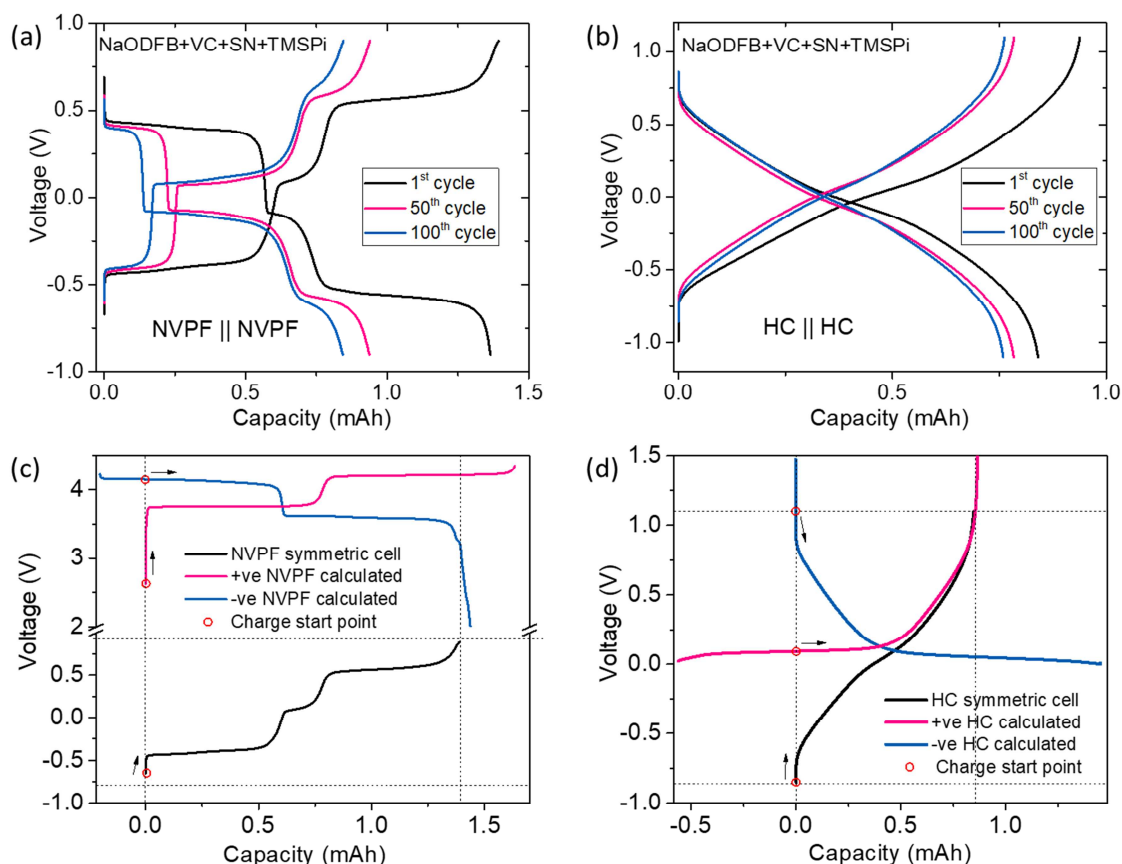 (a)
NaODFB+VC+SN+TMSPi
1.0
0.5
0.0
-0.5
-1.0
Voltage (V)
1st cycle
50th cycle
100th cycle
NVPF || NVPF
0.0
0.5
1.0
1.5
Capacity (mAh)
(b)
NaODFB+VC+SN+TMSPi
1.0
0.5
0.0
-0.5
-1.0
Voltage (V)
1st cycle
50th cycle
100th cycle
HC || HC
0.0
0.5
1.0
Capacity (mAh)
(c)
4
3
2
0.5
0.0
-0.5
-1.0
Voltage (V)
NVPF symmetric cell
+ve NVPF calculated
-ve NVPF calculated
Charge start point
0.0
0.5
1.0
1.5
Capacity (mAh)
(d)
1.5
1.0
0.5
0.0
-0.5
-1.0
Voltage (V)
HC symmetric cell
+ve HC calculated
-ve HC calculated
Charge start point
-0.5
0.0
0.5
1.0
Capacity (mAh)